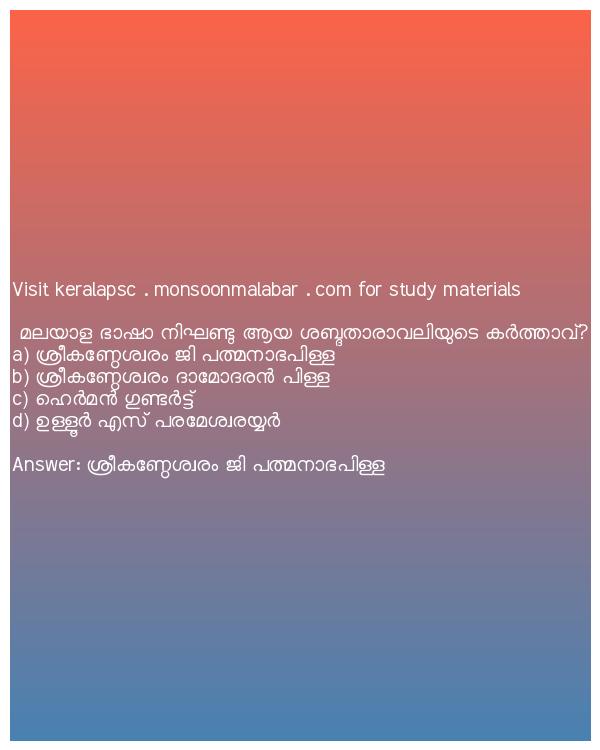 Visit keralapsc . monsoonmalabar . com for study materials
മലയാള ഭാഷാ നിഘണ്ടു ആയ ശബ്ദതാരാവലിയുടെ കർത്താവ്?
a) ശ്രീകണ്ഠേശ്വരം ജി പത്മനാഭപിള്ള
b) ശ്രീകണ്ഠേശ്വരം ദാമോദരൻ പിള്ള
c) ഹെർമൻ ഗുണ്ടർട്ട്
d) ഉള്ളൂർ എസ് പരമേശ്വരയ്യർ
Answer: ശ്രീകണ്ഠേശ്വരം ജി പത്മനാഭപിള്ള